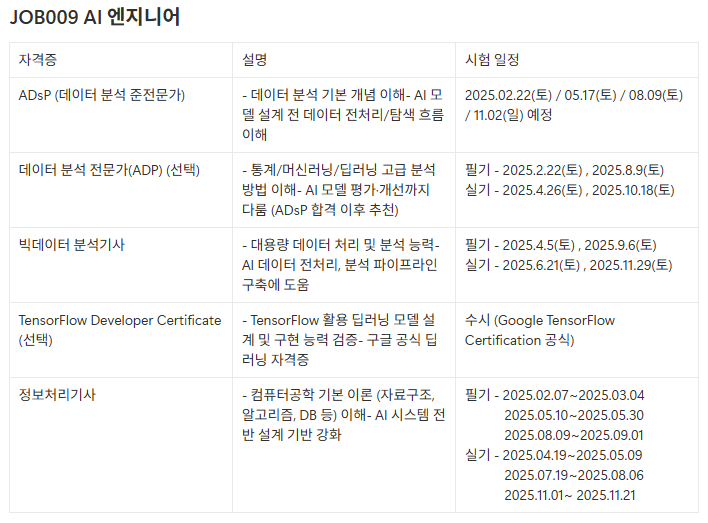 JOB009 AI 엔지니어
자격증
설명
시험 일정
ADsP (데이터 분석 준전문가)
- 데이터 분석 기본 개념 이해- AI 모
델 설계 전 데이터 전처리/탐색 흐름
이해
2025.02.22(토) / 05.17(토) / 08.09(토)
/ 11.02(일) 예정
데이터 분석 전문가(ADP) (선택)
- 통계/머신러닝/딥러닝 고급 분석
방법 이해- AI 모델 평가·개선까지
다룸 (ADsP 합격 이후 추천)
필기 - 2025.2.22(토) , 2025.8.9(토)
실기 - 2025.4.26(토) , 2025.10.18(토)
빅데이터 분석기사
- 대용량 데이터 처리 및 분석 능력-
AI 데이터 전처리, 분석 파이프라인
구축에 도움
필기 - 2025.4.5(토) , 2025.9.6(토)
실기 - 2025.6.21(토) , 2025.11.29(토)
TensorFlow Developer Certificate
(선택)
- TensorFlow 활용 딥러닝 모델 설
계 및 구현 능력 검증- 구글 공식 딥
러닝 자격증
수시 (Google TensorFlow
Certification 공식)
정보처리기사
- 컴퓨터공학 기본 이론 (자료구조,
알고리즘, DB 등) 이해- AI 시스템 전
반 설계 기반 강화
필기 - 2025.02.07~2025.03.04
2025.05.10~2025.05.30
2025.08.09~2025.09.01
실기 - 2025.04.19~2025.05.09
2025.07.19~2025.08.06
2025.11.01~ 2025.11.21